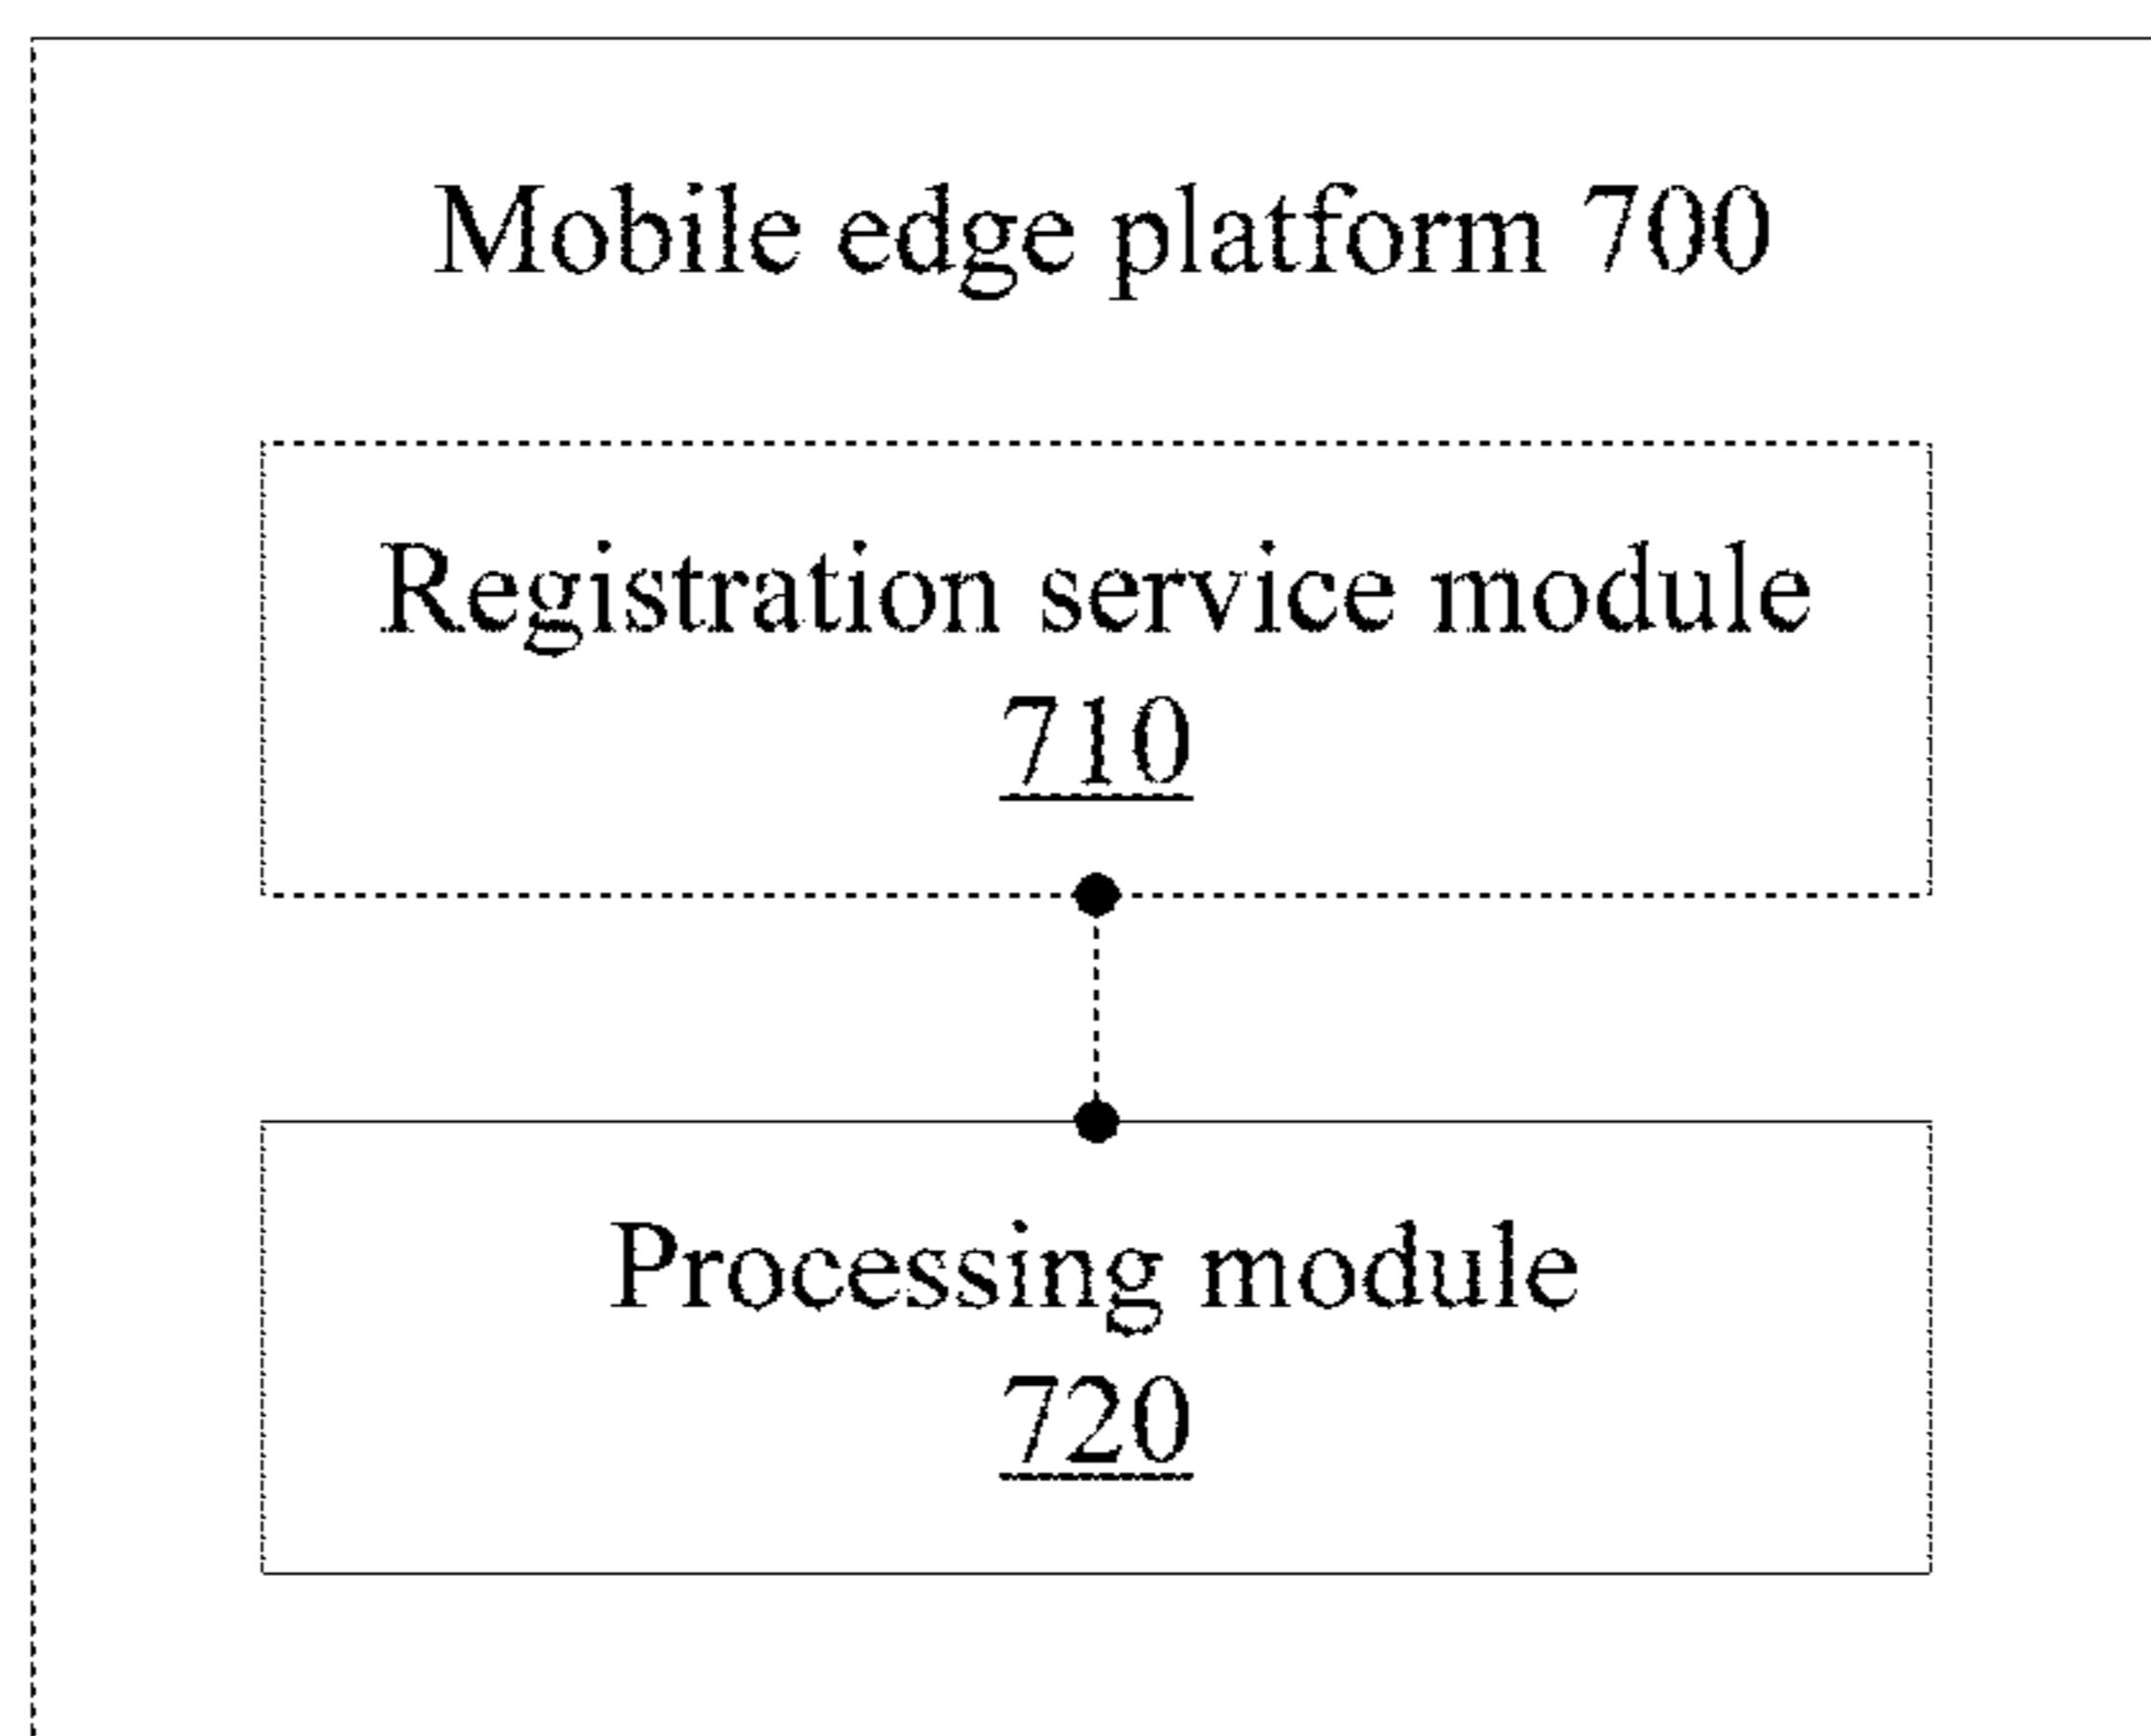 Mobile edge platform 700
Registration service module
710
Processing module
720